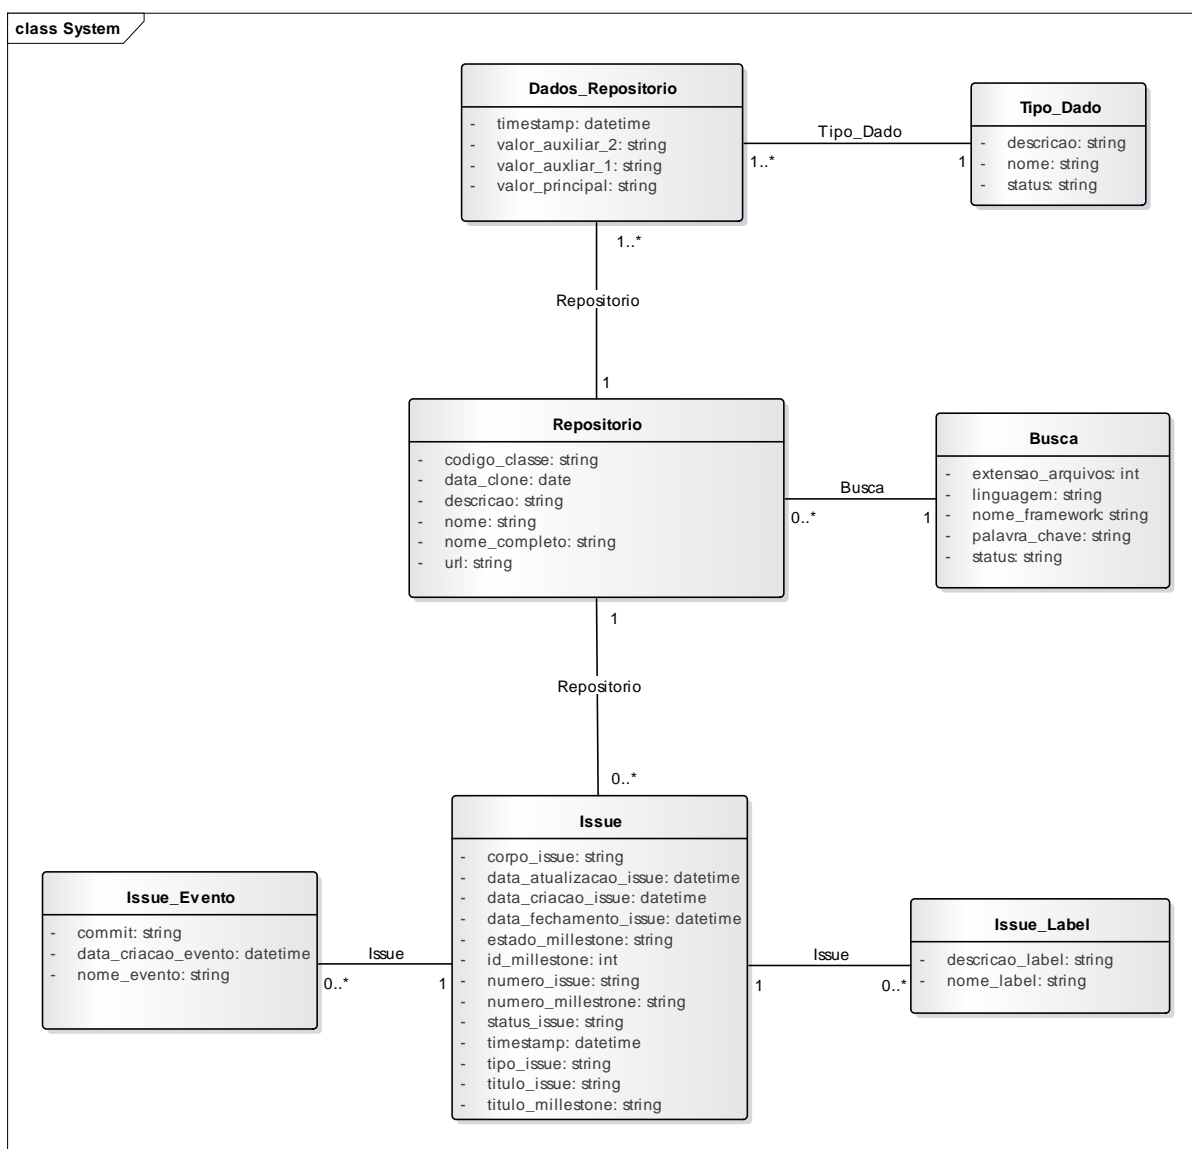 class System
Dados_Repositorio
- timestamp: datetime
- valor_auxiliar_2: string
- valor_auxliar_1: string
- valor_principal: string
Tipo_Dado
- descricao: string
- nome: string
- status: string
Tipo_Dado
1..*
1
1..*
Repositorio
1
Repositorio
- codigo_classe: string
- data_clone: date
- descricao: string
- nome: string
- nome_completo: string
- url: string
Busca
0..*
1
Busca
- extensao_arquivos: int
- linguagem: string
- nome_framework: string
- palavra_chave: string
- status: string
1
Repositorio
0..*
Issue
- corpo_issue: string
- data_atualizacao_issue: datetime
- data_criacao_issue: datetime
- data_fechamento_issue: datetime
- estado_millestone: string
- id_millestone: int
- numero_issue: string
- numero_millestrone: string
- status_issue: string
- timestamp: datetime
- tipo_issue: string
- titulo_issue: string
- titulo_millestone: string
Issue_Evento
- commit: string
- data_criacao_evento: datetime
- nome_evento: string
Issue
0..*
1
Issue
1
0..*
Issue_Label
- descricao_label: string
- nome_label: string